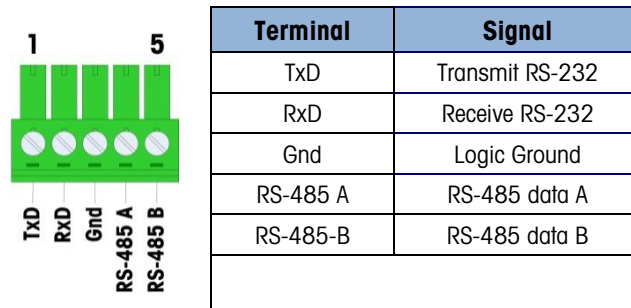 1 5
TxD
RxD
Gnd
RS-485 A
RS-485 B
Terminal Signal
TxD Transmit RS-232
RxD Receive RS-232
Gnd Logic Ground
RS-485 A RS-485 data A
RS-485-B RS-485 data B